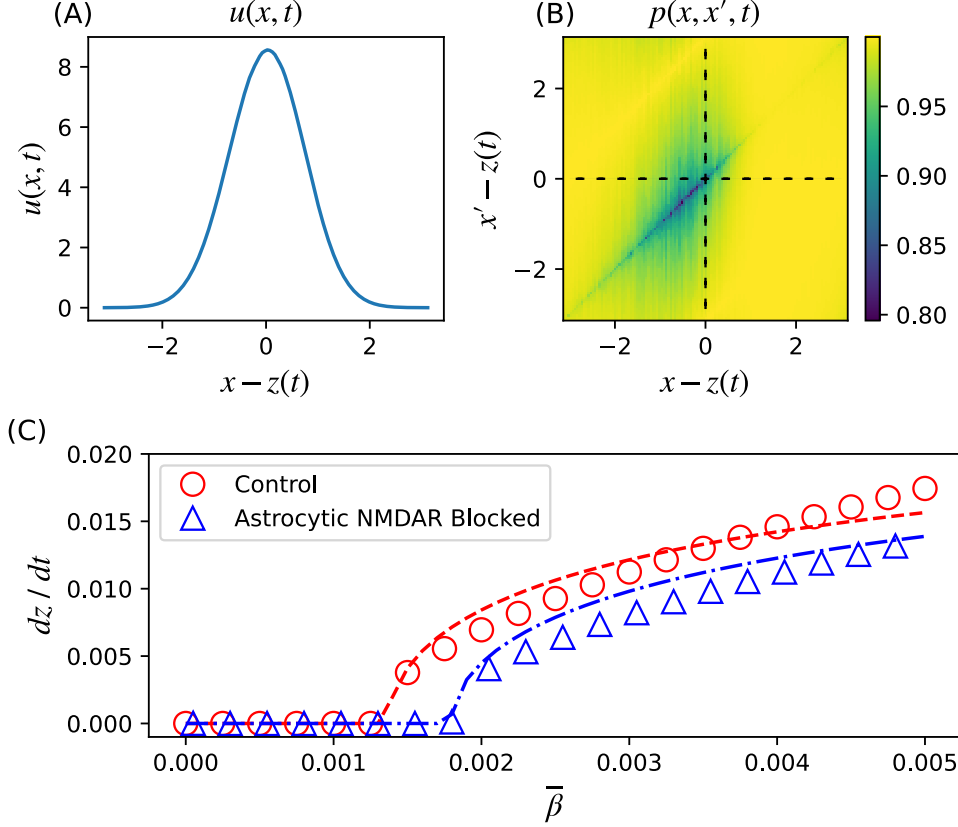 (A) u(x, t)
8
6
4
2
0
u(x, t)
−2 0 2
x − z(t)
(B) p(x, x′, t)
2
0
−2
x′ − z(t)
−2 0 2
x − z(t)
0.95
0.90
0.85
0.80
(C)
0.020
0.015
0.010
0.005
0.000
dz / dt
Control
Astrocytic NMDAR Blocked
0.000 0.001 0.002 0.003 0.004 0.005
β̅